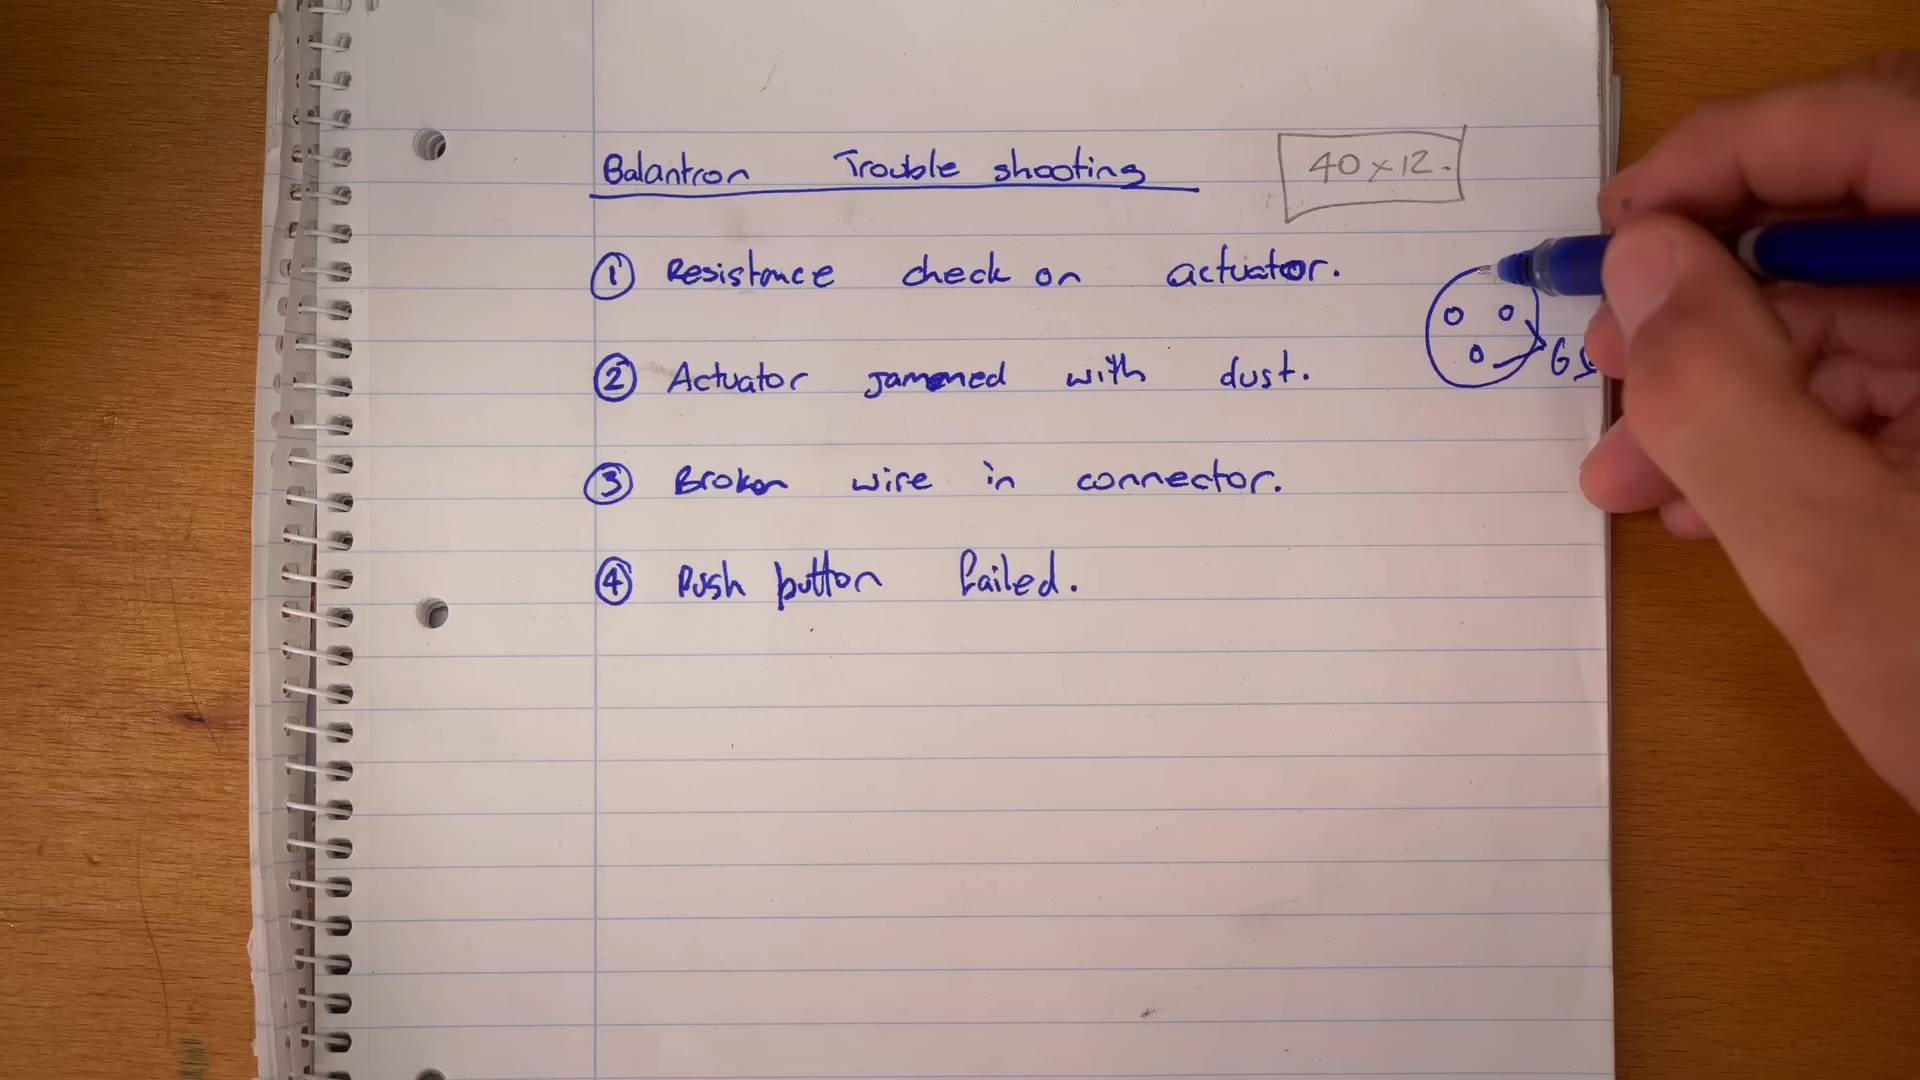 Balantron Trouble shooting
40 x 12.
① Resistance check on actuator.
② Actuator Jammed with dust.
③ Broken wire in connector.
④ Push button failed.